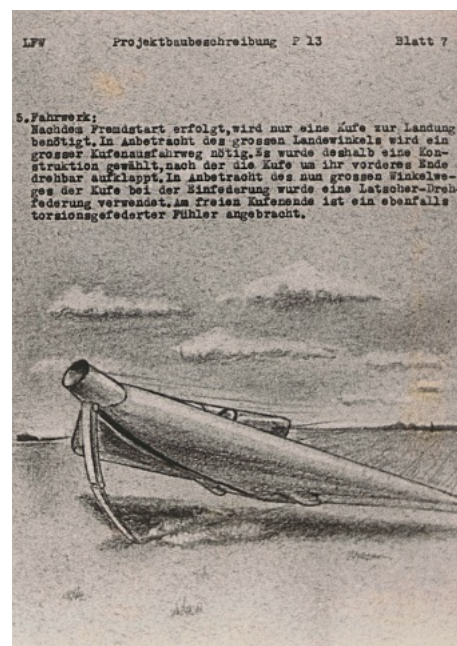 LFW Projektbaubeschreibung P 13 Blatt 7
5.Fahrwerk:
Nachdem Fremdstart erfolgt,wird nur eine Kufe zur Landung
benötigt.In Anbetracht des grossen Landewinkels wird ein
grosser Kufenausfahrweg nötig.Es wurde deshalb eine Kon-
struktion gewählt,nach der die Kufe um ihr vorderes Ende
drehbar aufklappt.In Anbetracht des nun grossen Winkelwe-
ges der Kufe bei der Einfederung wurde eine Latscher-Dreh-
federung verwendet.Am freien Kufenende ist ein ebenfalls
torsionsgefederter Fühler angebracht.